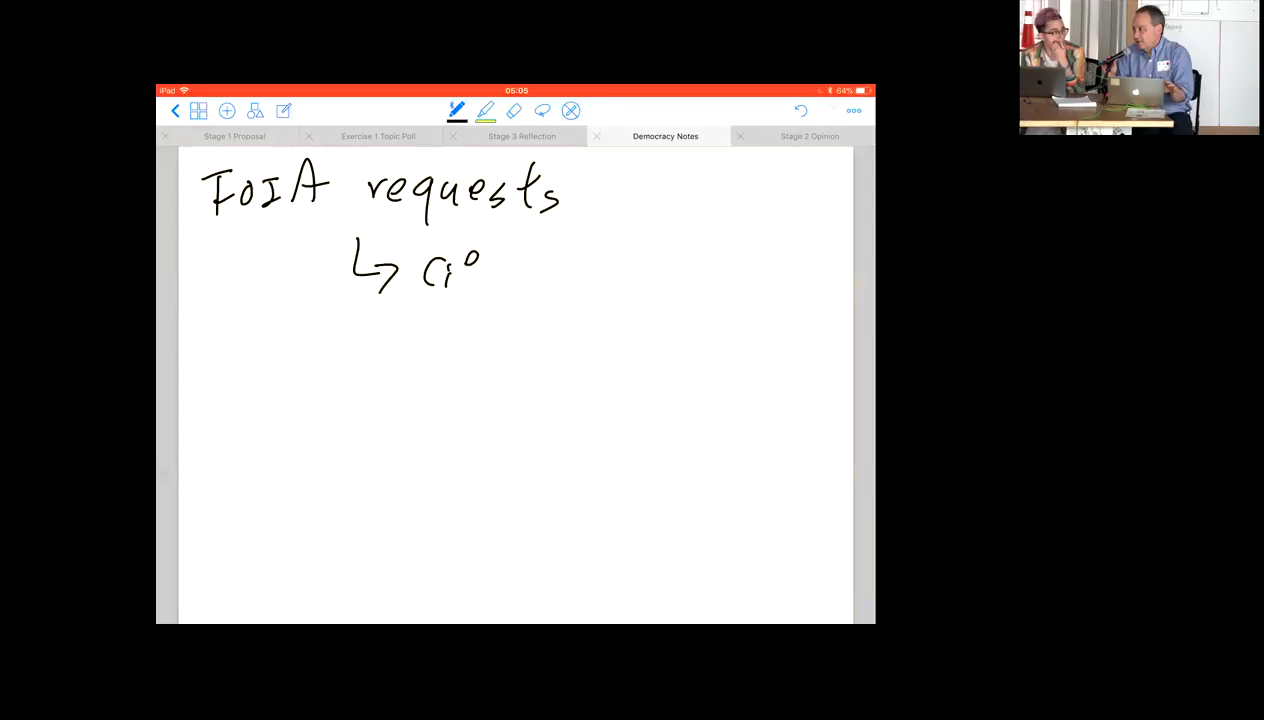 iPad
05:05
64%
Stage 1 Proposal
Exercise 1 Topic Poll
Stage 3 Reflection
Democracy Notes
Stage 2 Opinion
FOIA requests